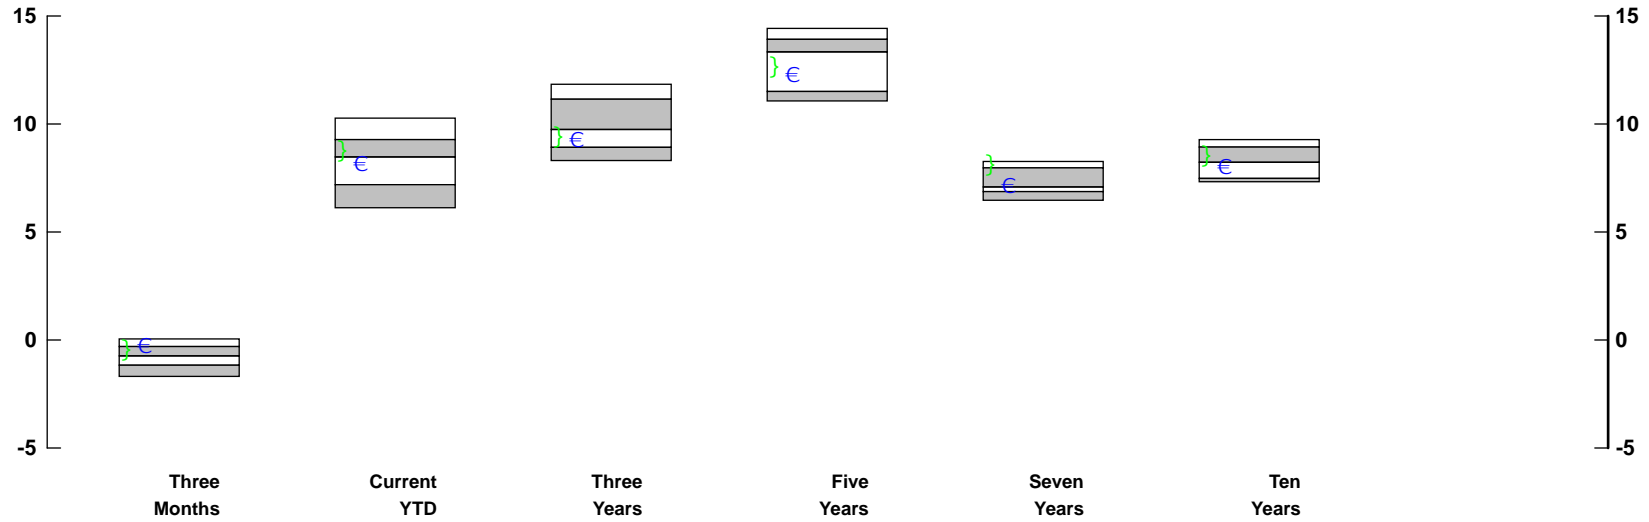 15 15
10 10
5 5
0 0
-5 -5
} € } € } € } € } € } €
Three Current Three Five Seven Ten
Months YTD Years Years Years Years